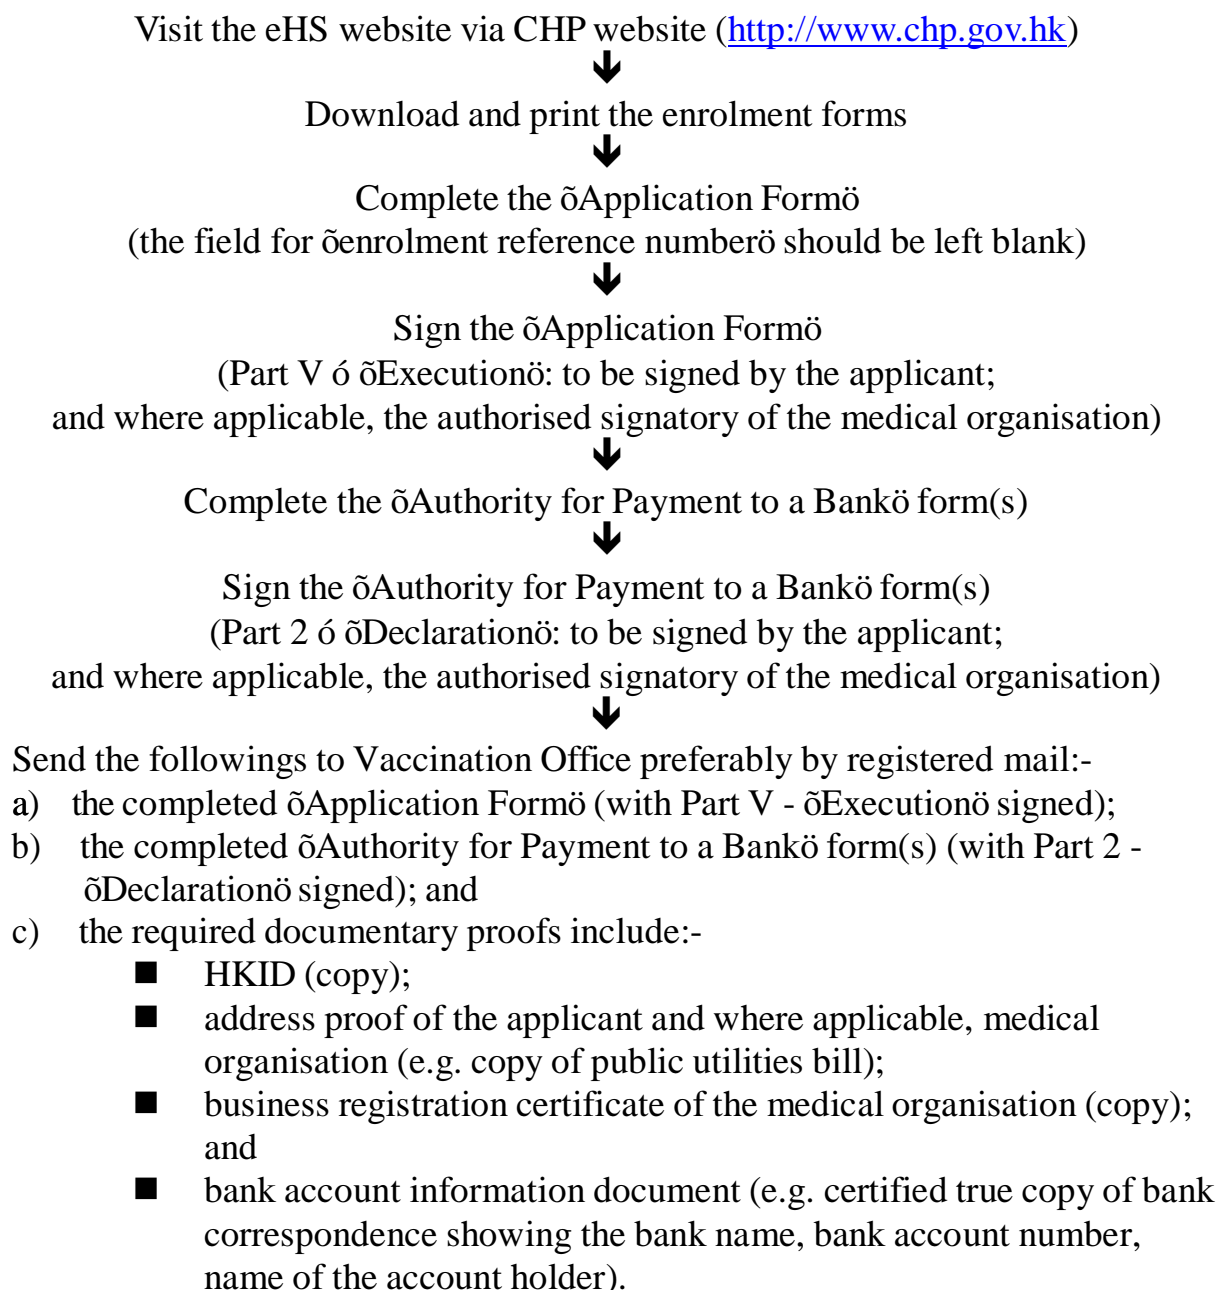 Visit the eHS website via CHP website (http://www.chp.gov.hk)
🡻
Download and print the enrolment forms
🡻
Complete the õApplication Formö
(the field for õenrolment reference numberö should be left blank)
🡻
Sign the õApplication Formö
(Part V ó õExecutionö: to be signed by the applicant;
and where applicable, the authorised signatory of the medical organisation)
🡻
Complete the õAuthority for Payment to a Bankö form(s)
🡻
Sign the õAuthority for Payment to a Bankö form(s)
(Part 2 ó õDeclarationö: to be signed by the applicant;
and where applicable, the authorised signatory of the medical organisation)
🡻
Send the followings to Vaccination Office preferably by registered mail:-
a) the completed õApplication Formö (with Part V - õExecutionö signed);
b) the completed õAuthority for Payment to a Bankö form(s) (with Part 2 -
õDeclarationö signed); and
c) the required documentary proofs include:-
■ HKID (copy);
■ address proof of the applicant and where applicable, medical
organisation (e.g. copy of public utilities bill);
■ business registration certificate of the medical organisation (copy);
and
■ bank account information document (e.g. certified true copy of bank
correspondence showing the bank name, bank account number,
name of the account holder).